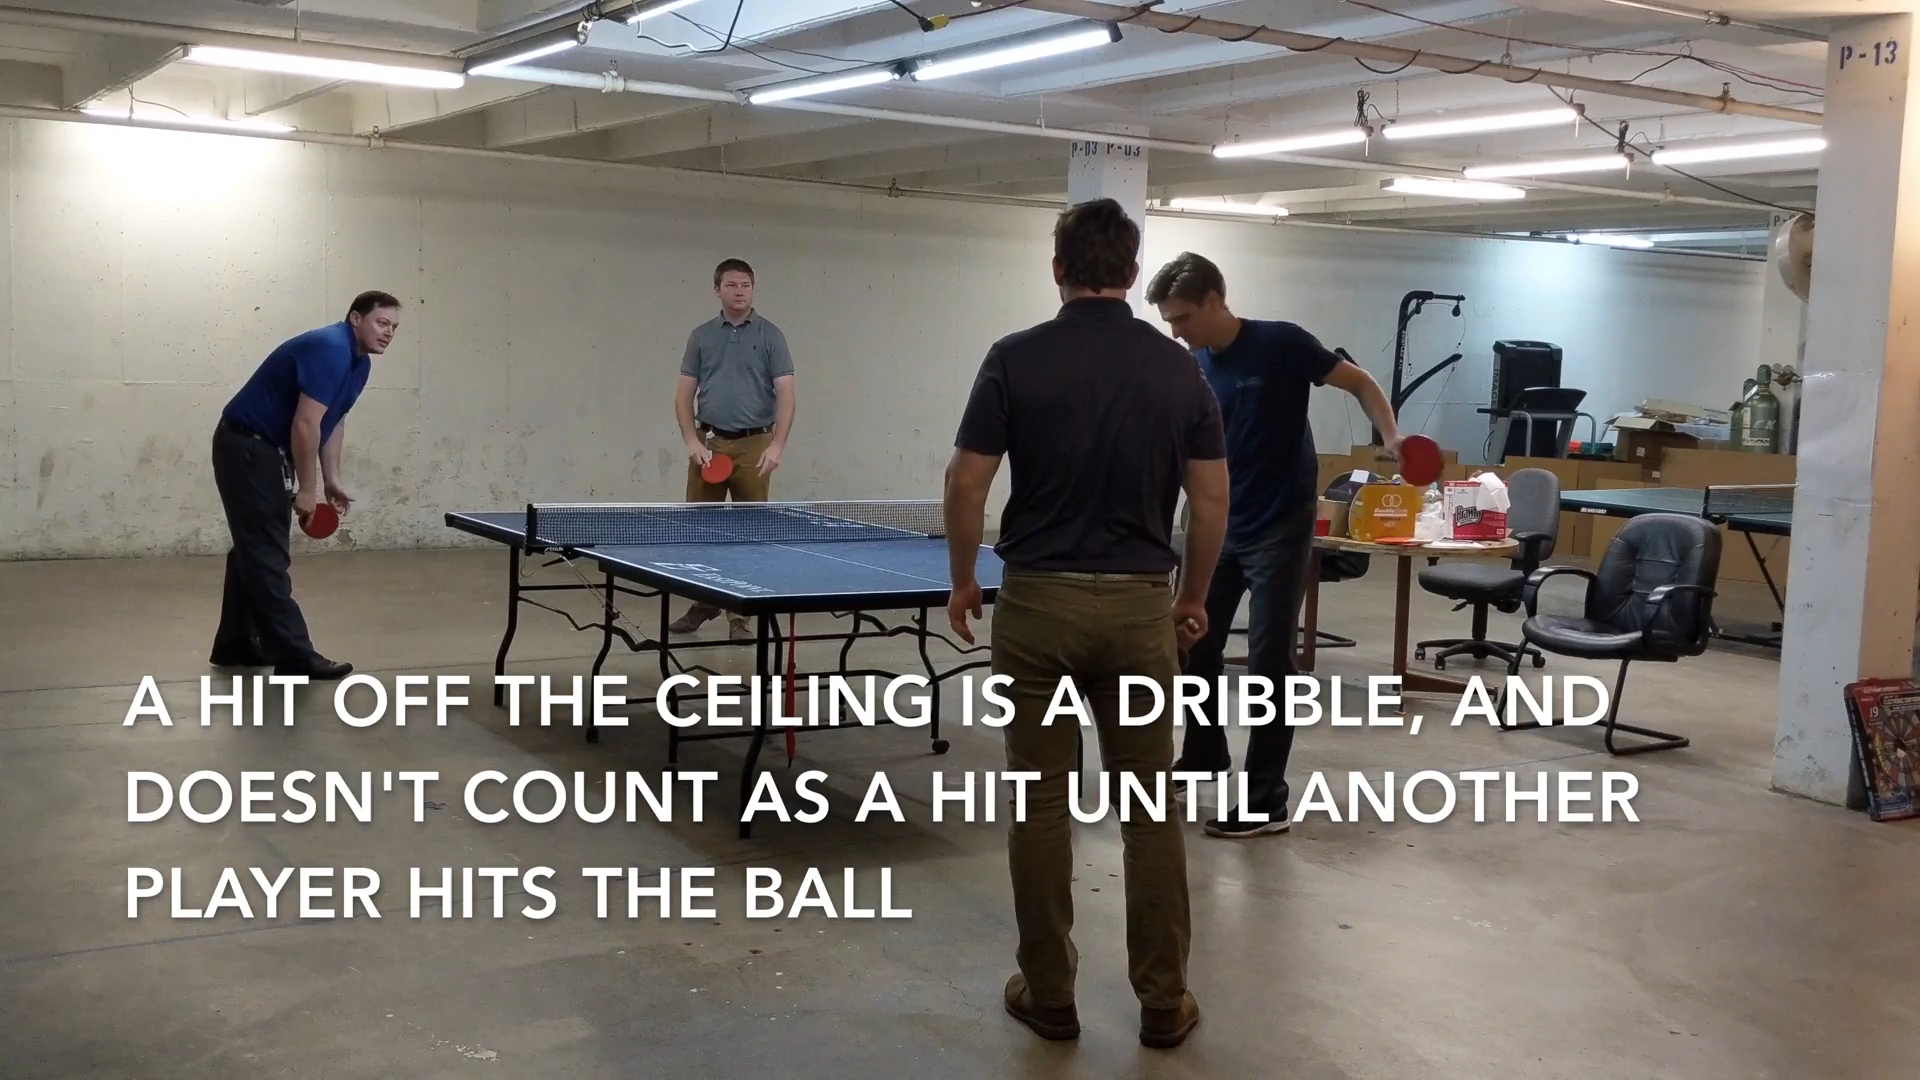 P-13
P-03 P-03
A HIT OFF THE CEILING IS A DRIBBLE, AND
DOESN'T COUNT AS A HIT UNTIL ANOTHER
PLAYER HITS THE BALL
Brawny